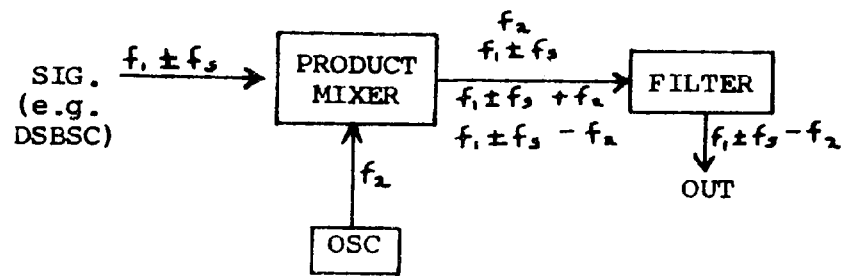 SIG.
(e.g.
DSBSC)
f₁ ± fₛ
PRODUCT
MIXER
f₂
f₁ ± fₛ
f₁ ± fₛ + f₂
f₁ ± fₛ - f₂
FILTER
f₁ ± fₛ - f₂
OUT
f₂
OSC